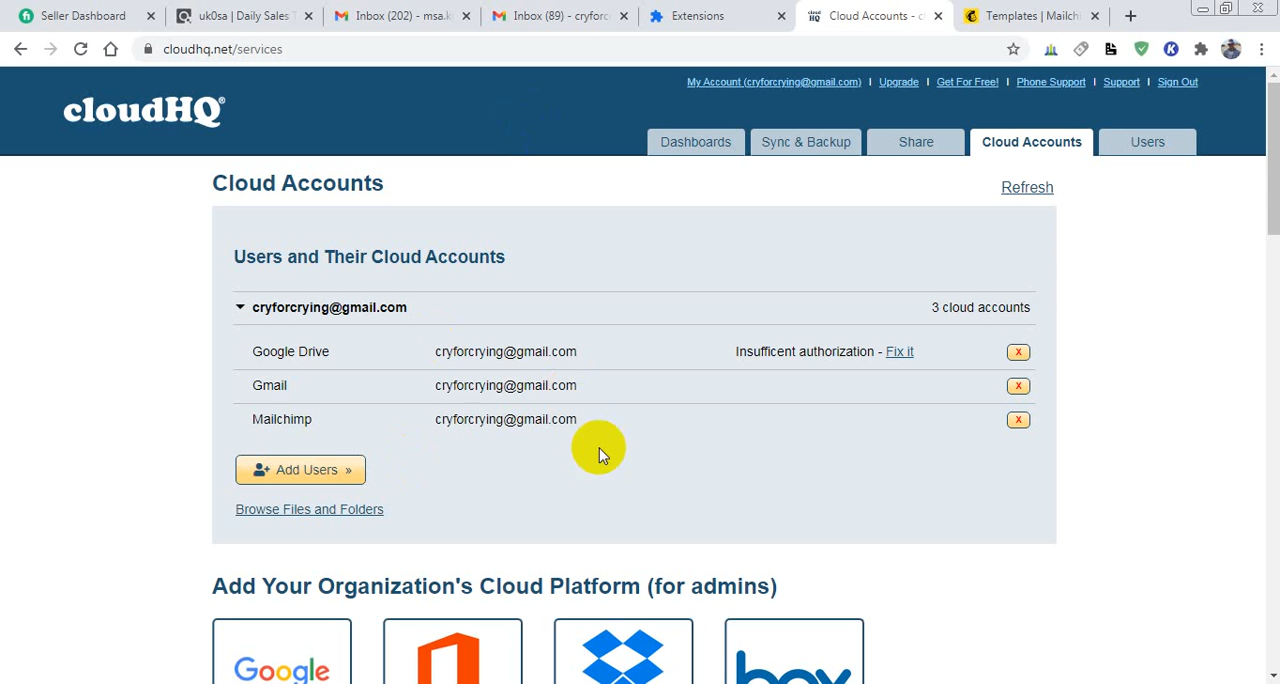 Seller Dashboard
uk0sa | Daily Sales T
Inbox (202) - msa.k
Inbox (89) - cryforc
Extensions
Cloud Accounts - c
Templates | Mailchi
cloudhq.net/services
My Account (cryforcrying@gmail.com) | Upgrade | Get For Free! | Phone Support | Support | Sign Out
cloudHQ®
Dashboards
Sync & Backup
Share
Cloud Accounts
Users
Cloud Accounts
Refresh
Users and Their Cloud Accounts
cryforcrying@gmail.com 3 cloud accounts
Google Drive cryforcrying@gmail.com Insufficent authorization - Fix it x
Gmail cryforcrying@gmail.com x
Mailchimp cryforcrying@gmail.com x
Add Users »
Browse Files and Folders
Add Your Organization's Cloud Platform (for admins)
Google
box